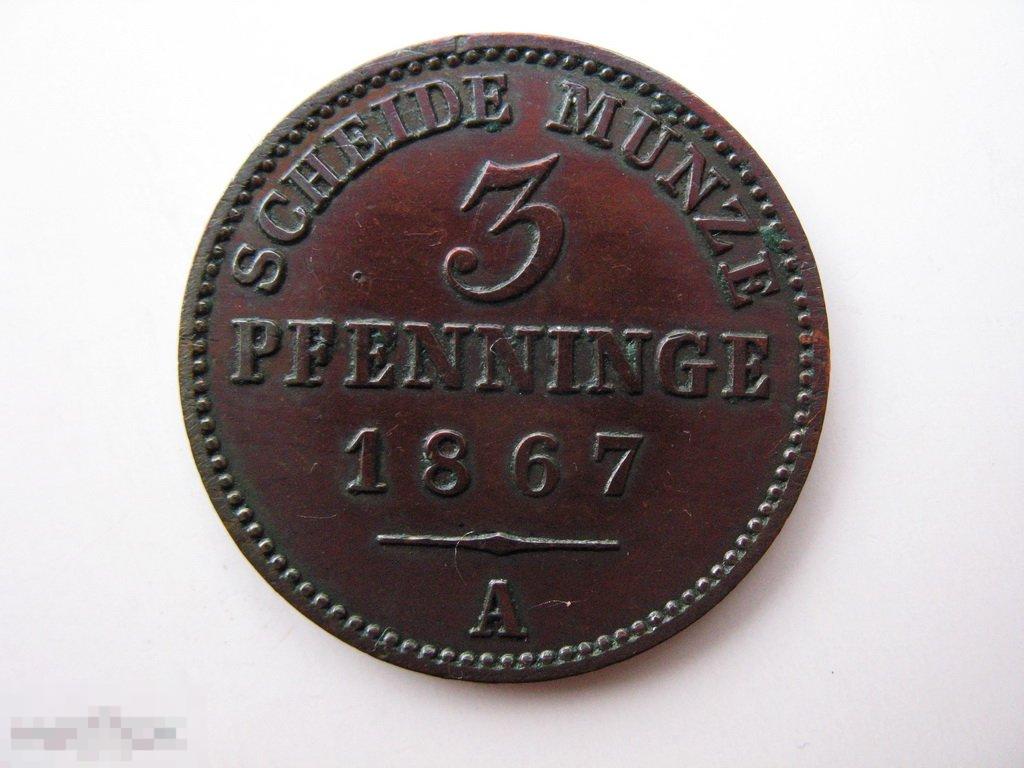 SCHEIDE MÜNZE
3
PFENNINGE
1867
A